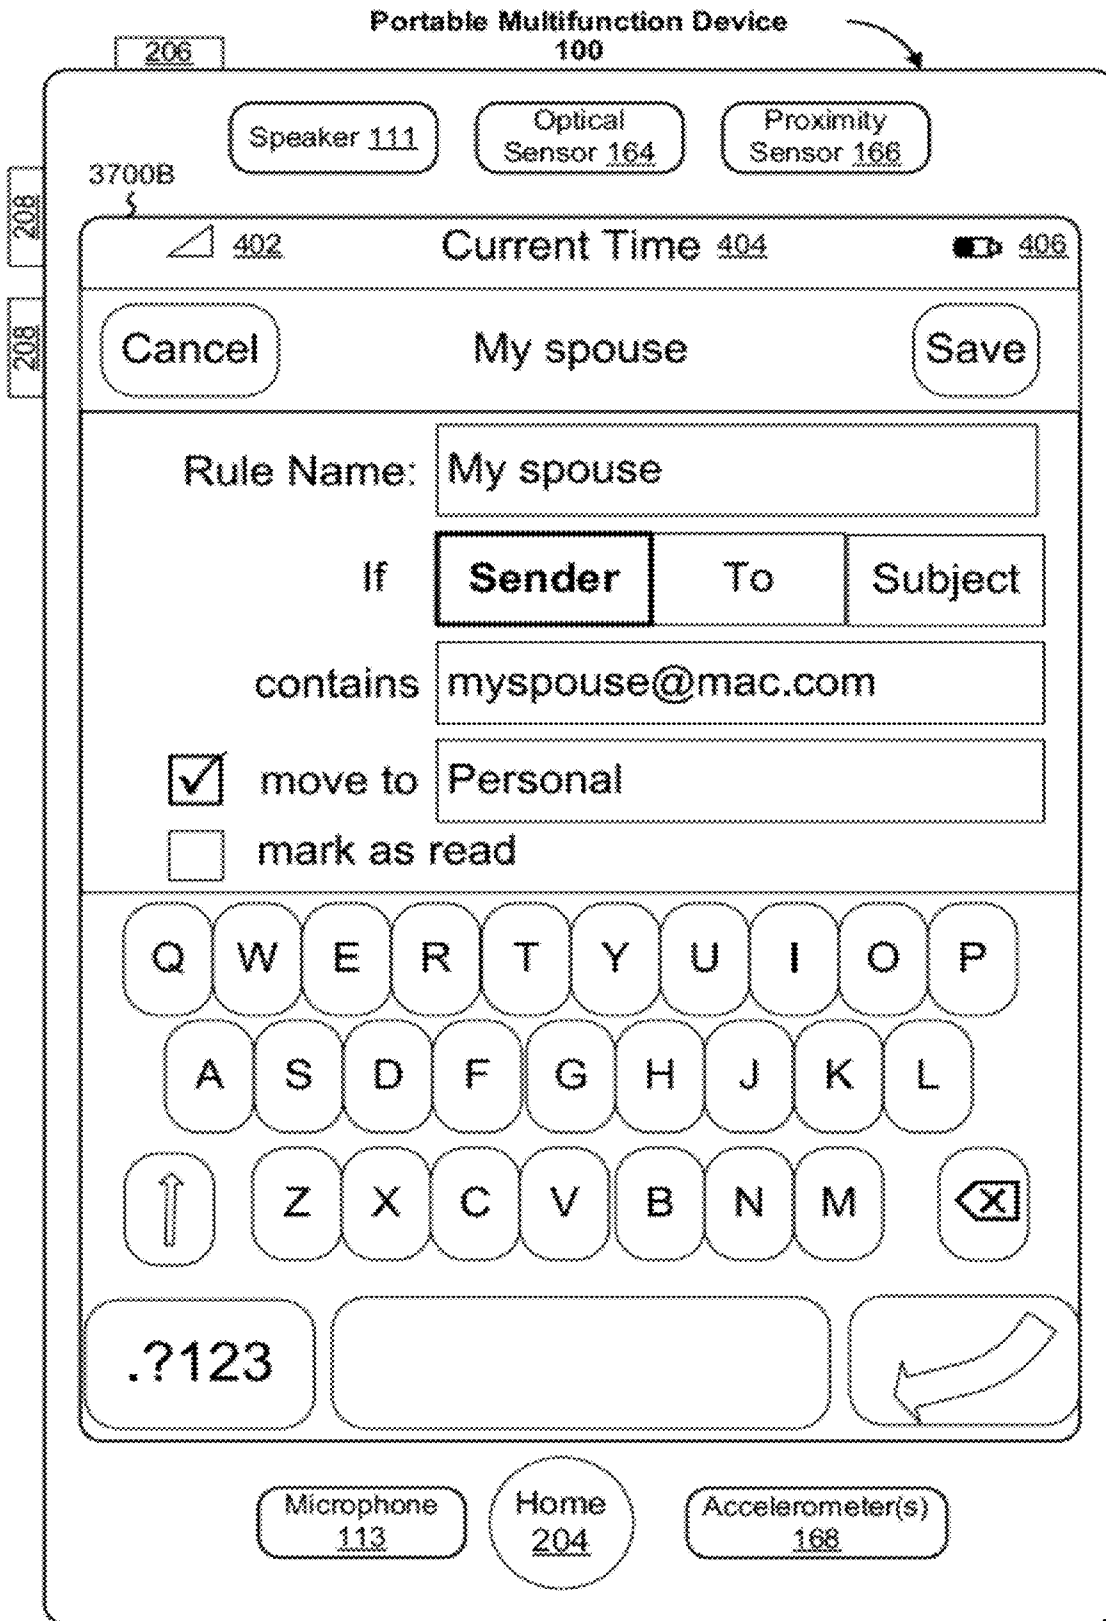 Portable Multifunction Device
100
206
Speaker 111
Optical
Sensor 164
Proximity
Sensor 166
3700B
208
208
402
Current Time 404
406
Cancel
My spouse
Save
Rule Name: My spouse
If Sender To Subject
contains myspouse@mac.com
move to Personal
mark as read
Q W E R T Y U I O P
A S D F G H J K L
Z X C V B N M
.?123
Microphone
113
Home
204
Accelerometer(s)
168